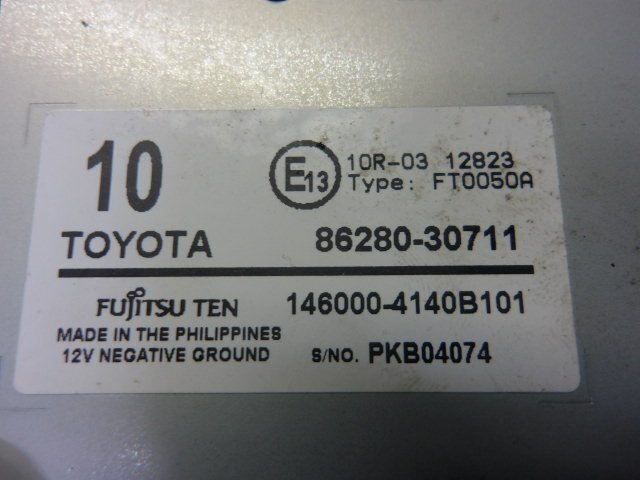 10
E13
10R-03 12823
Type: FT0050A
TOYOTA 86280-30711
FUJITSU TEN 146000-4140B101
MADE IN THE PHILIPPINES
12V NEGATIVE GROUND S/NO. PKB04074